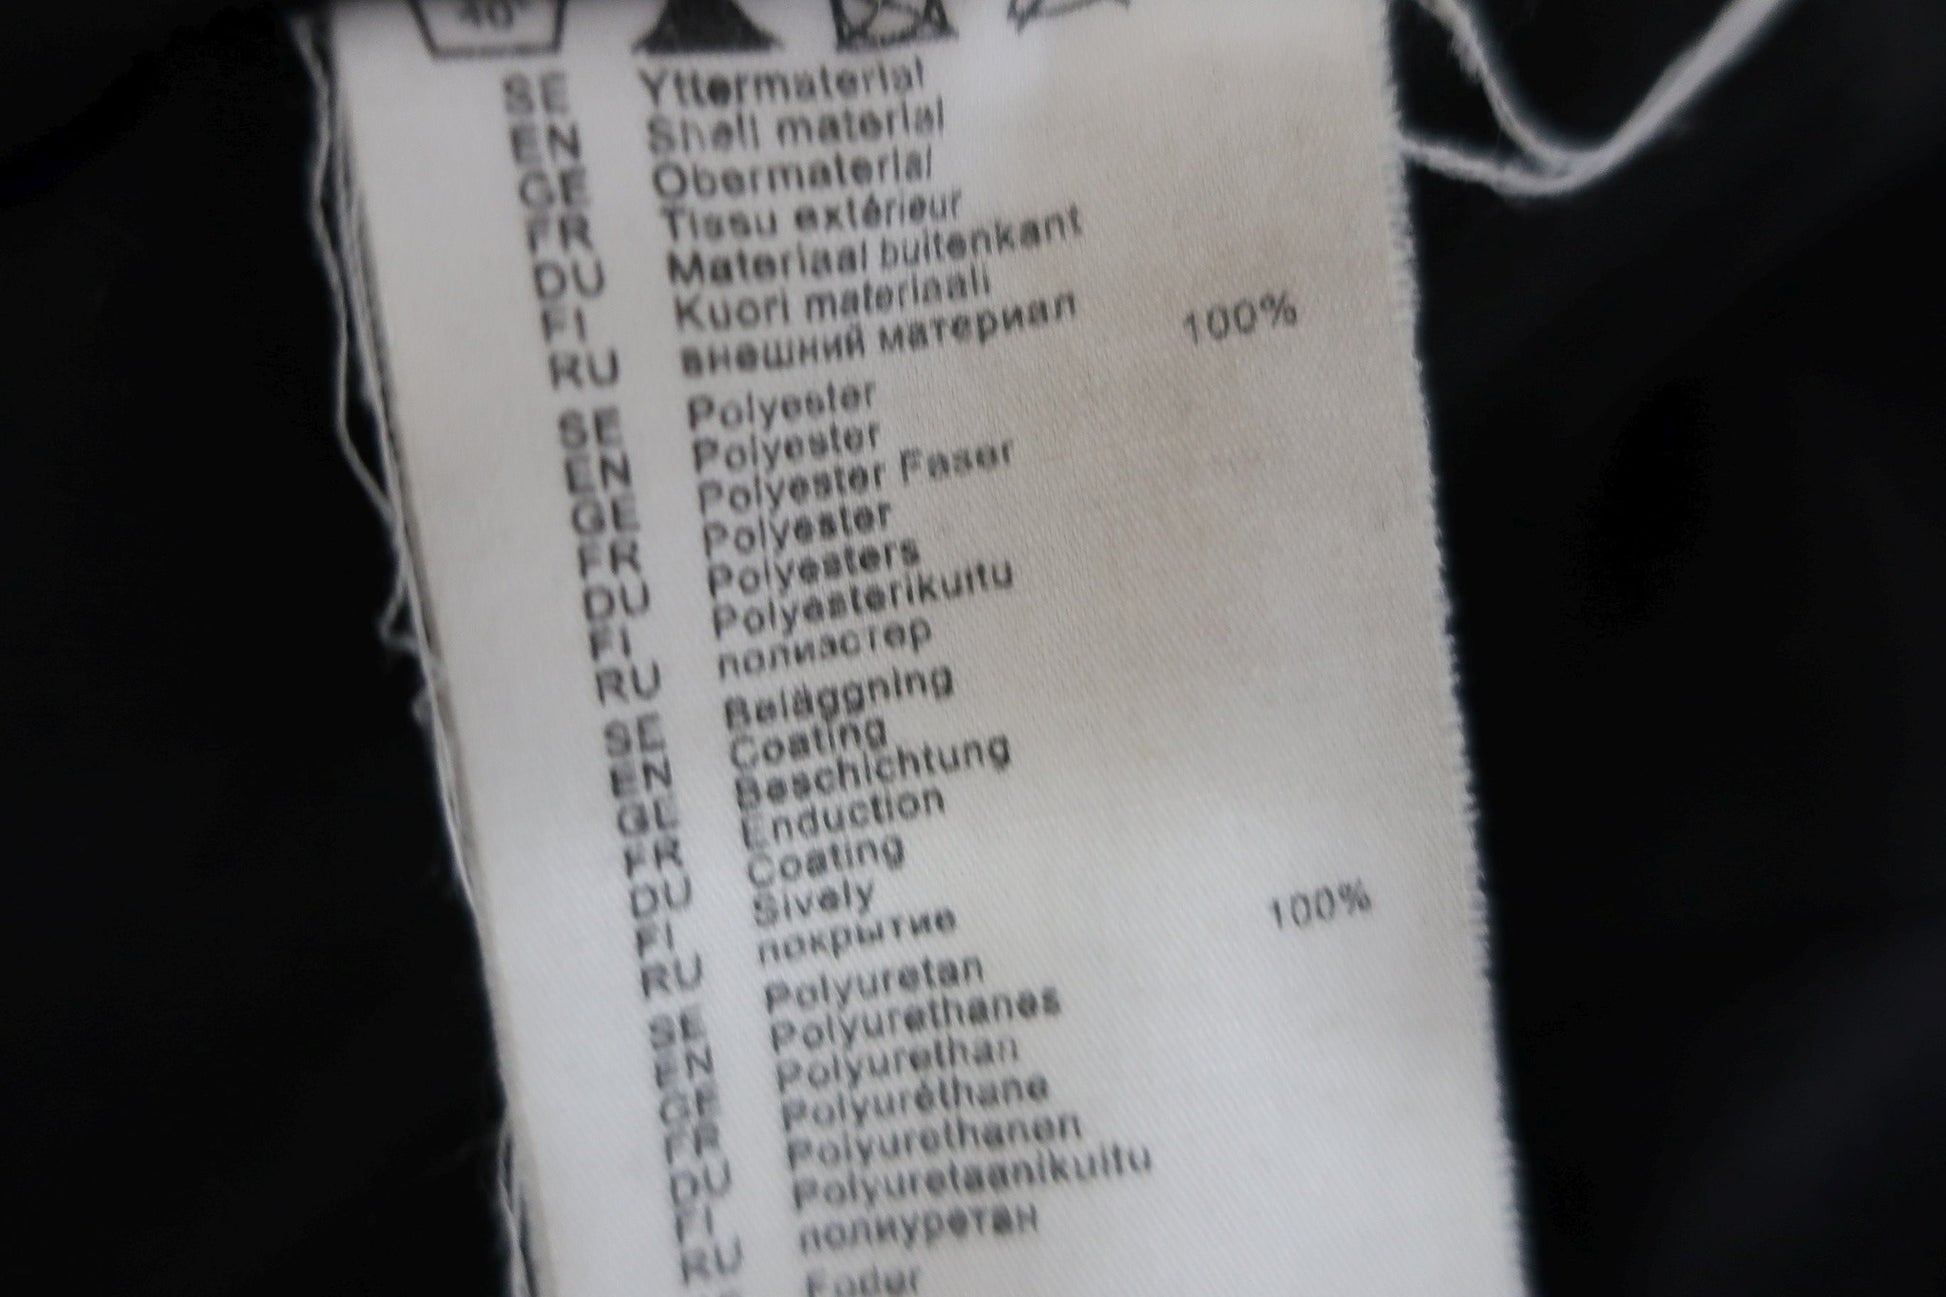 40°
SE Yttermaterial
EN Shell material
GE Obermaterial
FR Tissu extérieur
DU Materiaal buitenkant
FI Kuori materiaali
RU внешний материал 100%
SE Polyester
EN Polyester
GE Polyester Faser
FR Polyester
DU Polyesters
FI Polyesterikuitu
RU полиэстер
SE Beläggning
EN Coating
GE Beschichtung
FR Enduction
DU Coating
FI Sively
RU покрытие 100%
SE Polyuretan
EN Polyurethanes
GE Polyurethan
FR Polyuréthane
DU Polyurethanen
FI Polyuretaanikuitu
RU полиуретан
Foder